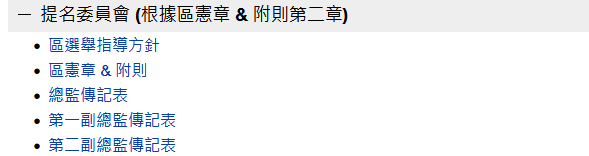 — 提名委員會 (根據區憲章 & 附則第二章)
• 區選舉指導方針
• 區憲章 & 附則
• 總監傳記表
• 第一副總監傳記表
• 第二副總監傳記表